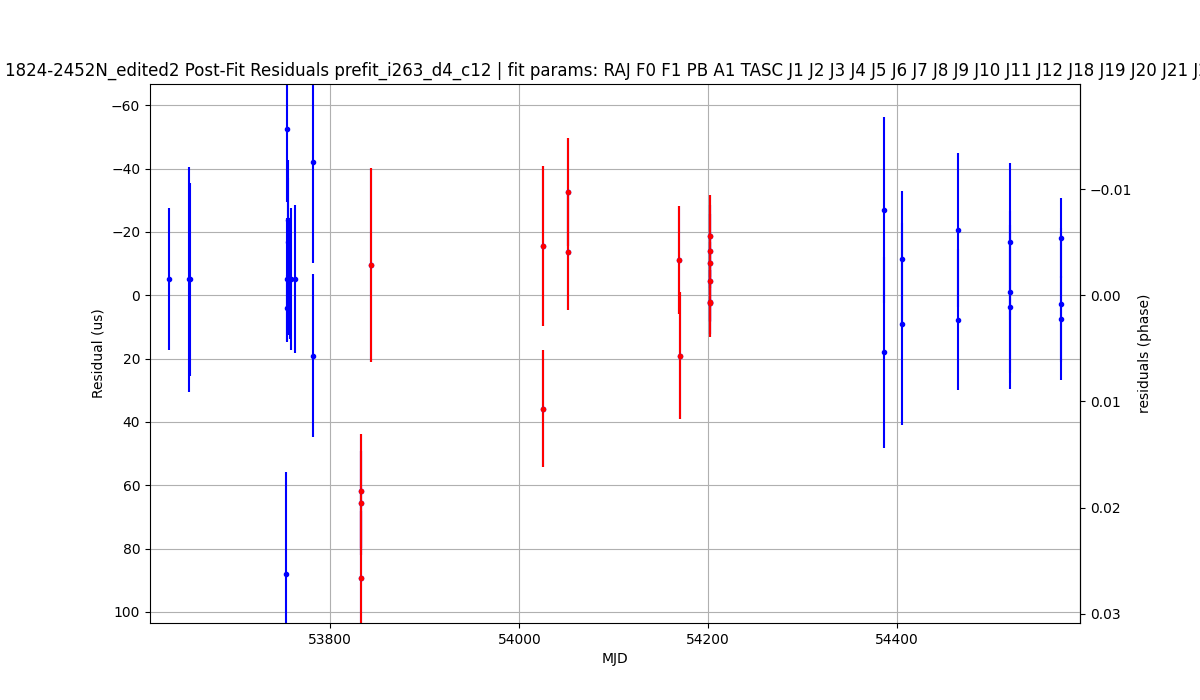 1824-2452N_edited2 Post-Fit Residuals prefit_i263_d4_c12 | fit params: RAJ F0 F1 PB A1 TASC J1 J2 J3 J4 J5 J6 J7 J8 J9 J10 J11 J12 J18 J19 J20 J21
−60
−40
−20
0
20
40
60
80
100
Residual (us)
−0.01
0.00
0.01
0.02
0.03
residuals (phase)
53800 54000 54200 54400
MJD